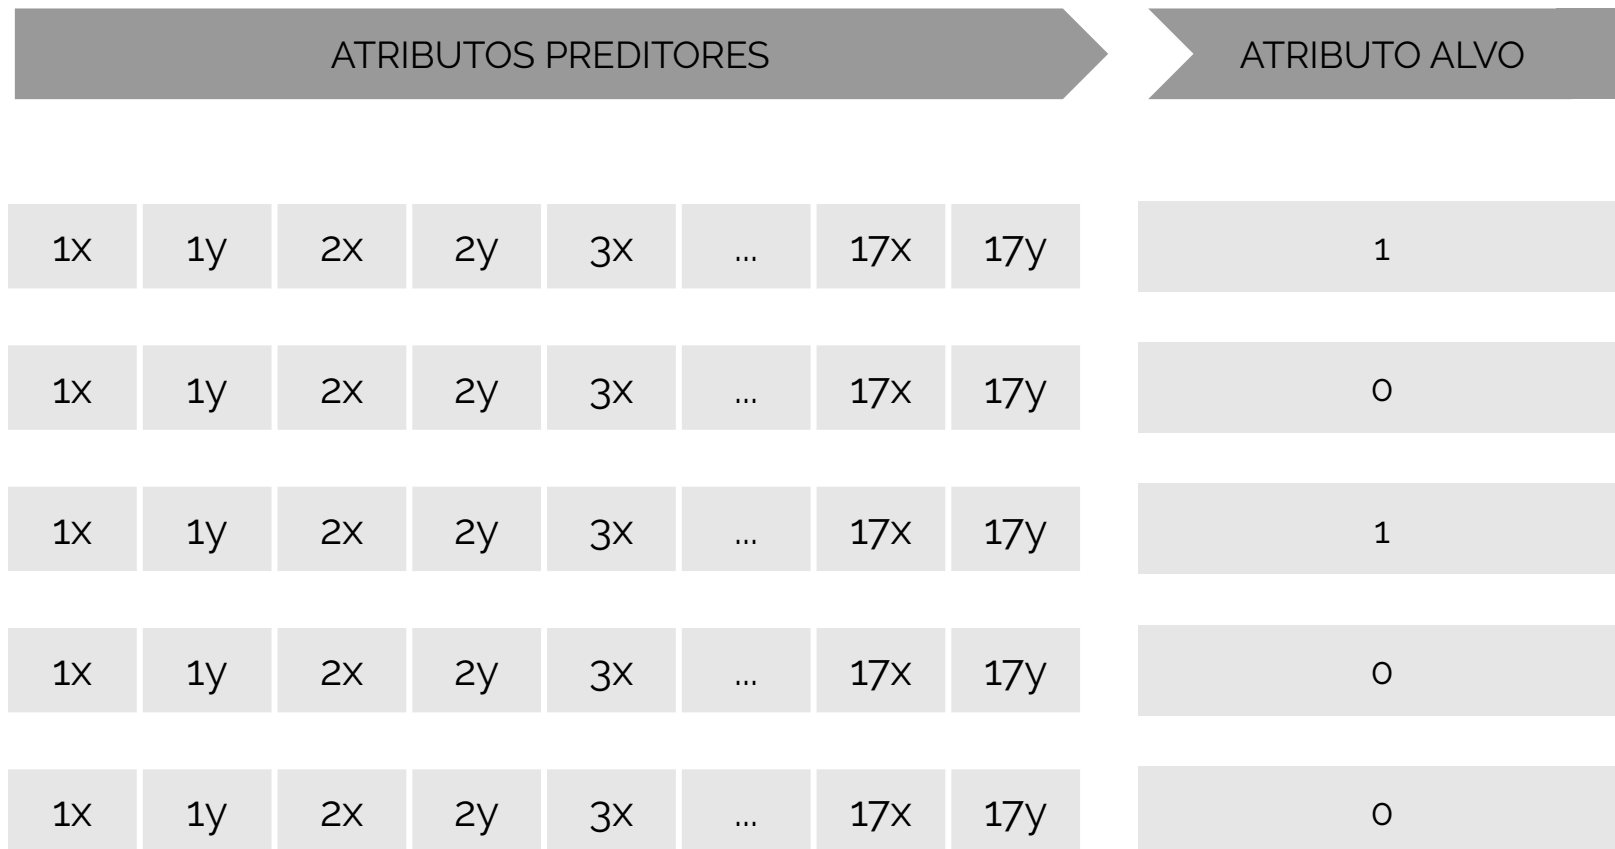 ATRIBUTOS PREDITORES ATRIBUTO ALVO
1x 1y 2x 2y 3x ... 17x 17y 1
1x 1y 2x 2y 3x ... 17x 17y 0
1x 1y 2x 2y 3x ... 17x 17y 1
1x 1y 2x 2y 3x ... 17x 17y 0
1x 1y 2x 2y 3x ... 17x 17y 0